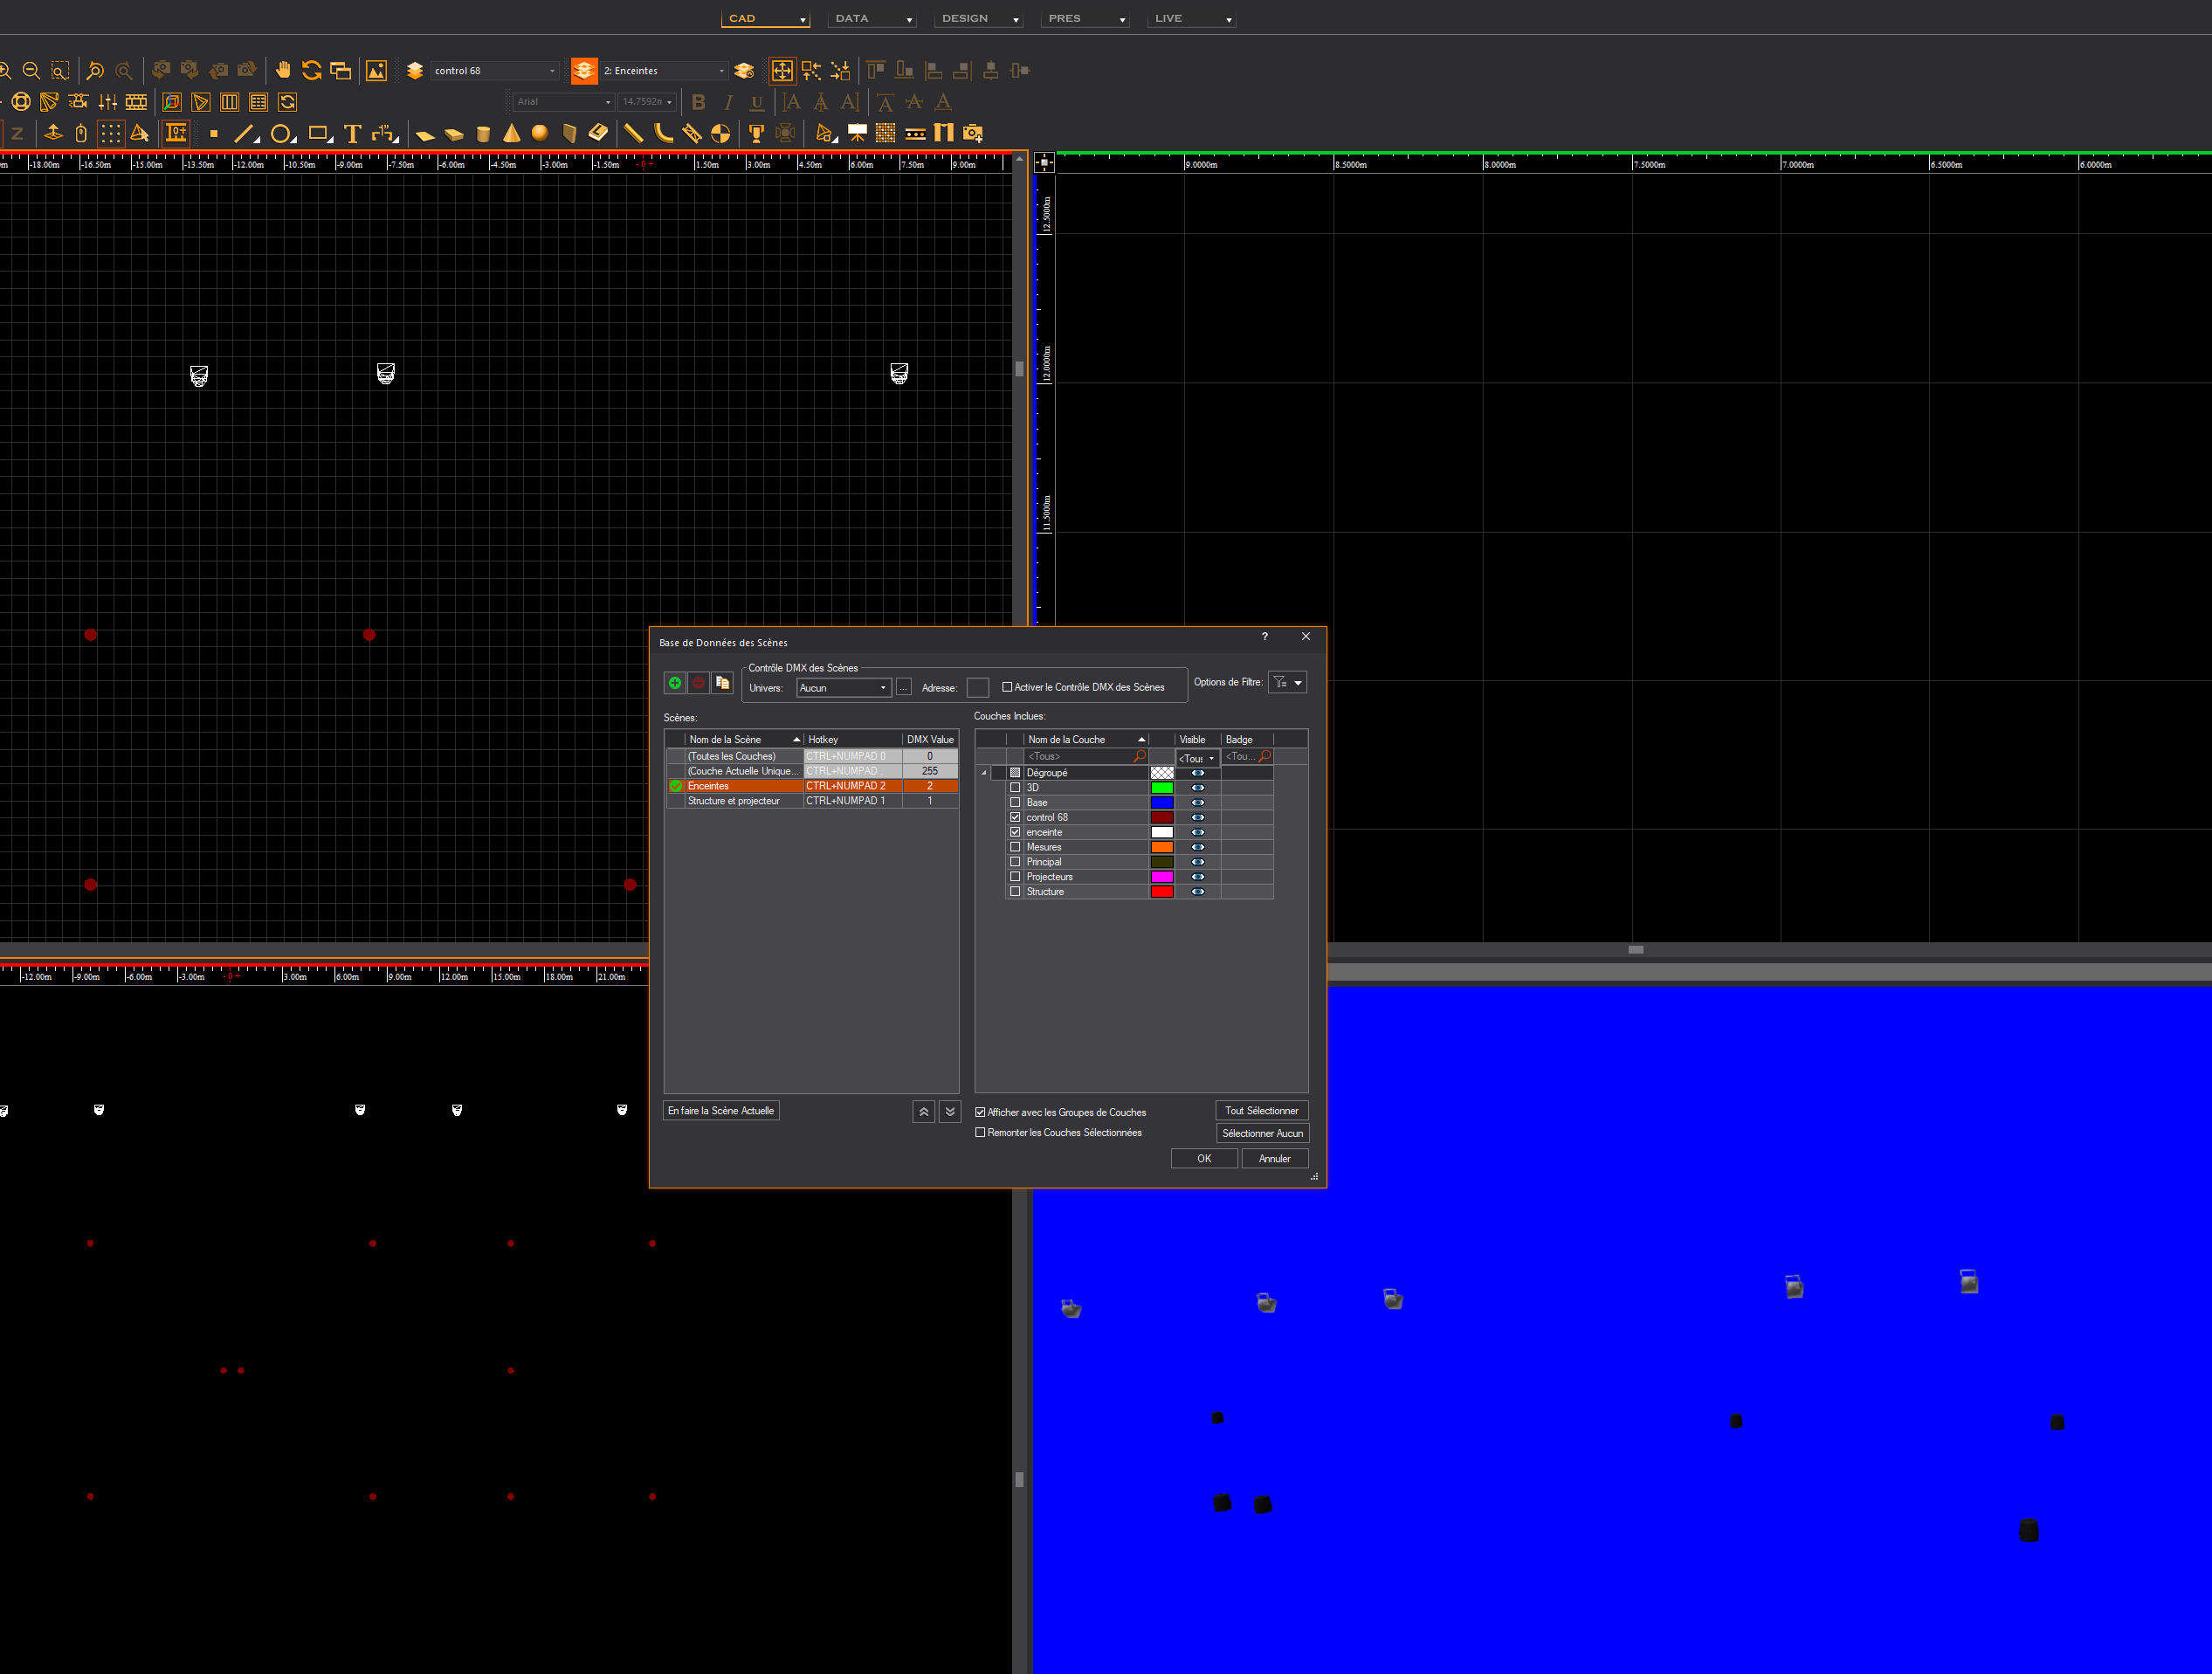 CAD DATA DESIGN PRES LIVE
control 68 2: Enceintes
Arial 14.7592m B I U A A A A A A
Z T
-18.00m -16.50m -15.00m -13.50m -12.00m -10.50m -9.00m -7.50m -6.00m -4.50m -3.00m -1.50m - 0 + 1.50m 3.00m 4.50m 6.00m 7.50m 9.00m
9.0000m 8.5000m 8.0000m 7.5000m 7.0000m 6.5000m 6.0000m
12.5000m
12.0000m
11.5000m
Base de Données des Scènes ?
Contrôle DMX des Scènes
Univers: Aucun ... Adresse: Activer le Contrôle DMX des Scènes
Options de Filtre:
Scènes:
Nom de la Scène Hotkey DMX Value
(Toutes les Couches) CTRL+NUMPAD 0 0
(Couche Actuelle Unique... CTRL+NUMPAD . 255
Enceintes CTRL+NUMPAD 2 2
Structure et projecteur CTRL+NUMPAD 1 1
En faire la Scène Actuelle
Couches Inclues:
Nom de la Couche Visible Badge
<Tous> <Tou: <Tou...
Dégroupé
3D
Base
control 68
enceinte
Mesures
Principal
Projecteurs
Structure
Afficher avec les Groupes de Couches
Remonter les Couches Sélectionnées
Tout Sélectionner
Sélectionner Aucun
OK Annuler
-12.00m -9.00m -6.00m -3.00m - 0 + 3.00m 6.00m 9.00m 12.00m 15.00m 18.00m 21.00m